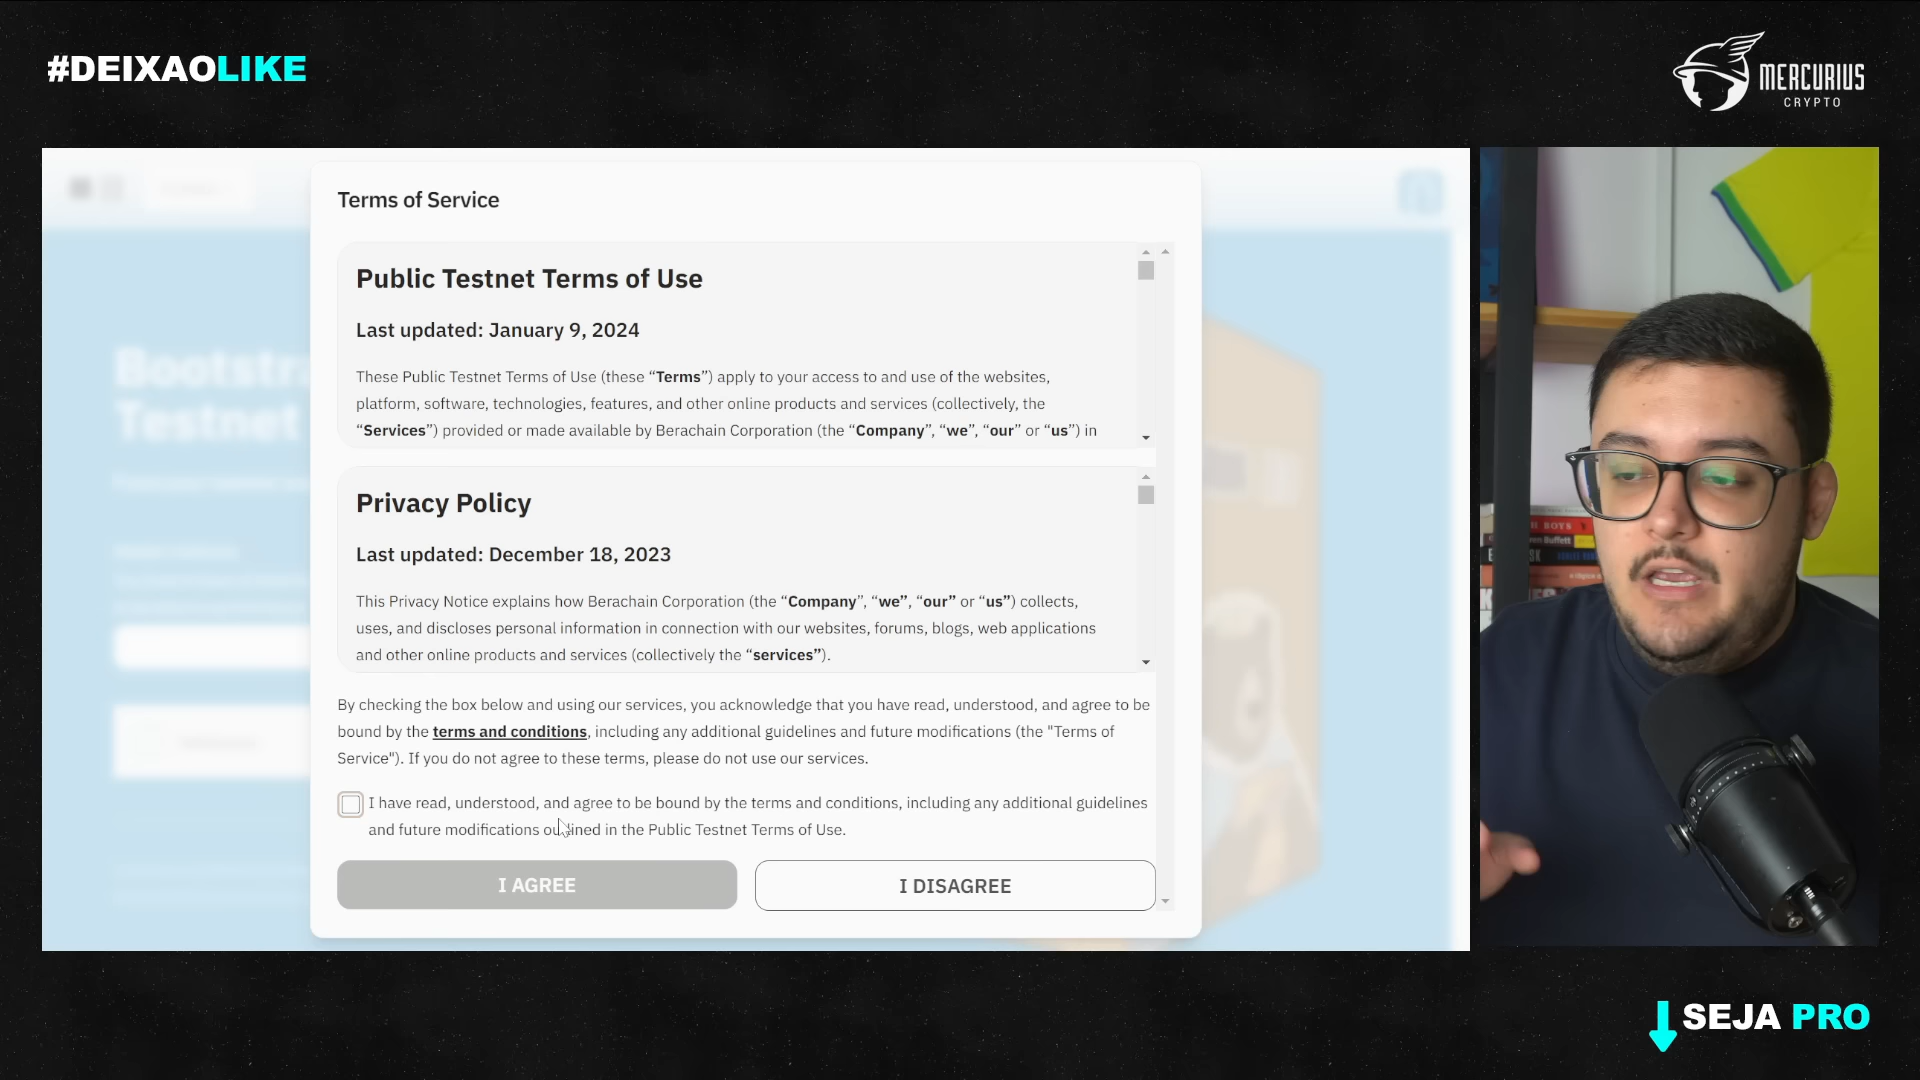 #DEIXAOLIKE
MERCURIUS
CRYPTO
Terms of Service
Public Testnet Terms of Use
Last updated: January 9, 2024
These Public Testnet Terms of Use (these “Terms”) apply to your access to and use of the websites,
platform, software, technologies, features, and other online products and services (collectively, the
“Services”) provided or made available by Berachain Corporation (the “Company”, “we”, “our” or “us”) in
Privacy Policy
Last updated: December 18, 2023
This Privacy Notice explains how Berachain Corporation (the “Company”, “we”, “our” or “us”) collects,
uses, and discloses personal information in connection with our websites, forums, blogs, web applications
and other online products and services (collectively the “services”).
By checking the box below and using our services, you acknowledge that you have read, understood, and agree to be
bound by the terms and conditions, including any additional guidelines and future modifications (the "Terms of
Service"). If you do not agree to these terms, please do not use our services.
I have read, understood, and agree to be bound by the terms and conditions, including any additional guidelines
and future modifications outlined in the Public Testnet Terms of Use.
I AGREE
I DISAGREE
Bootstra
Testnet
BOYS
Buffett
SEJA PRO